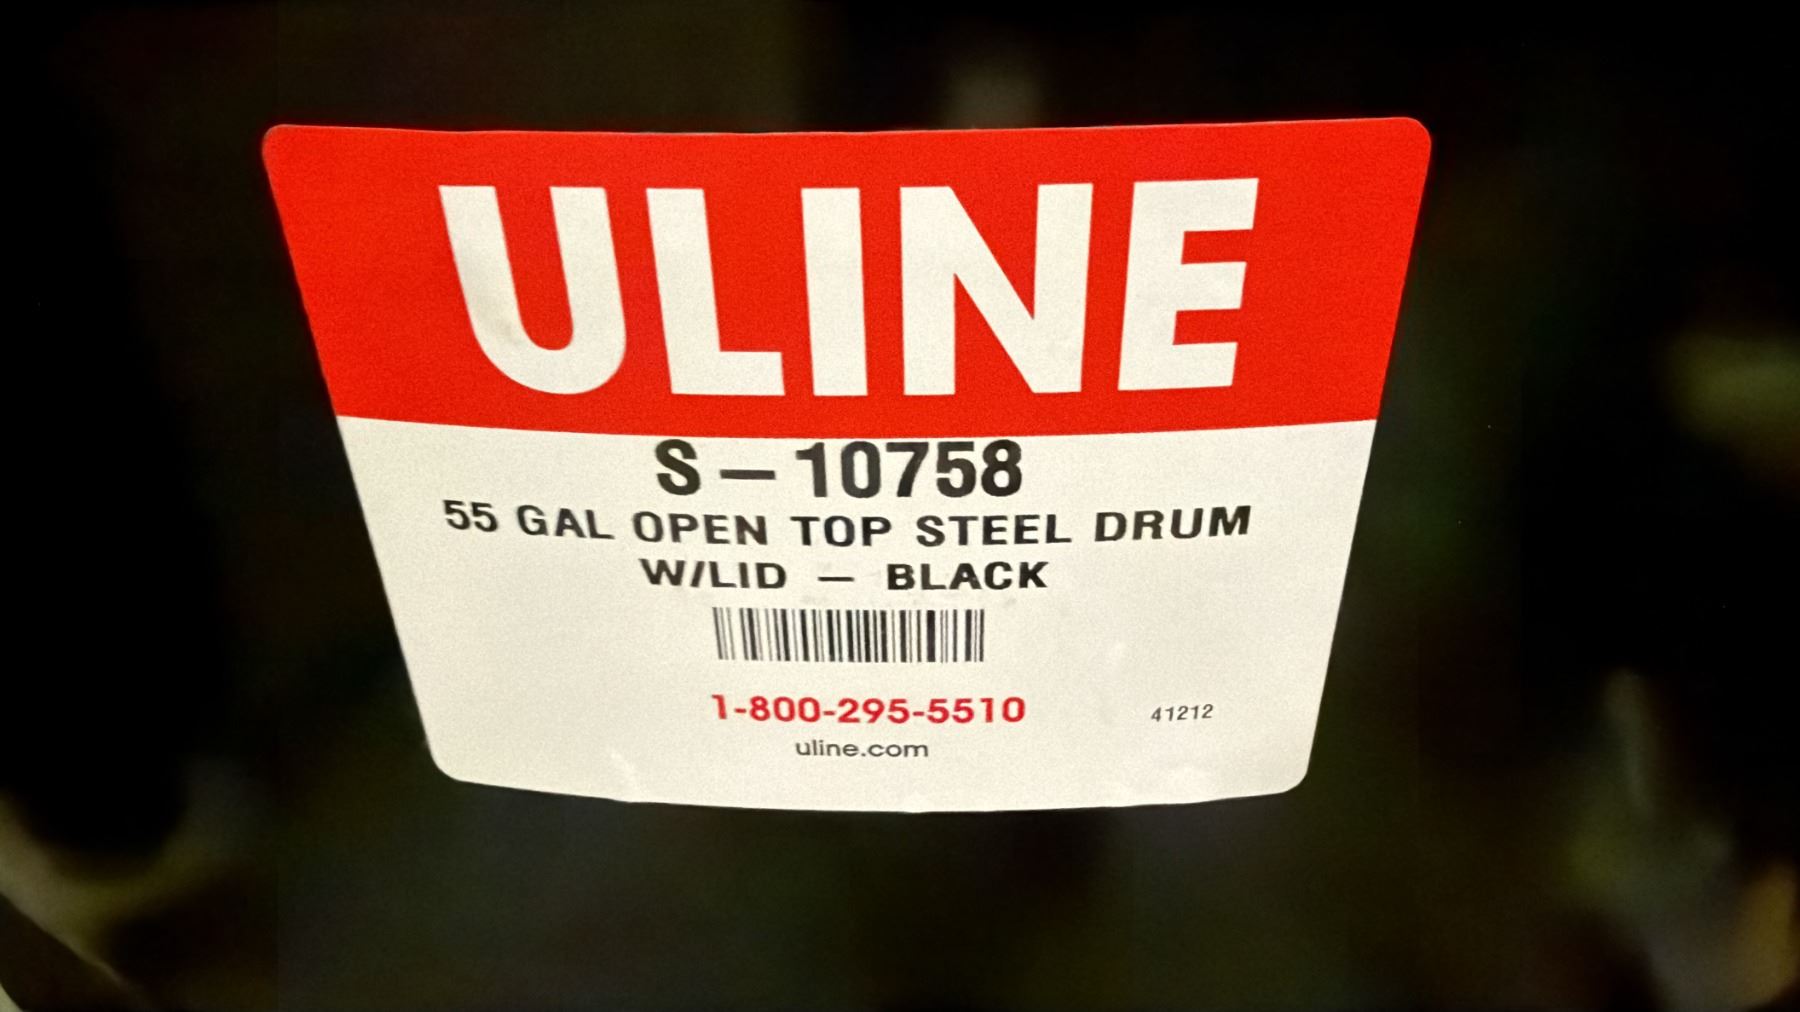 ULINE
S-10758
55 GAL OPEN TOP STEEL DRUM
W/LID - BLACK
1-800-295-5510
41212
uline.com